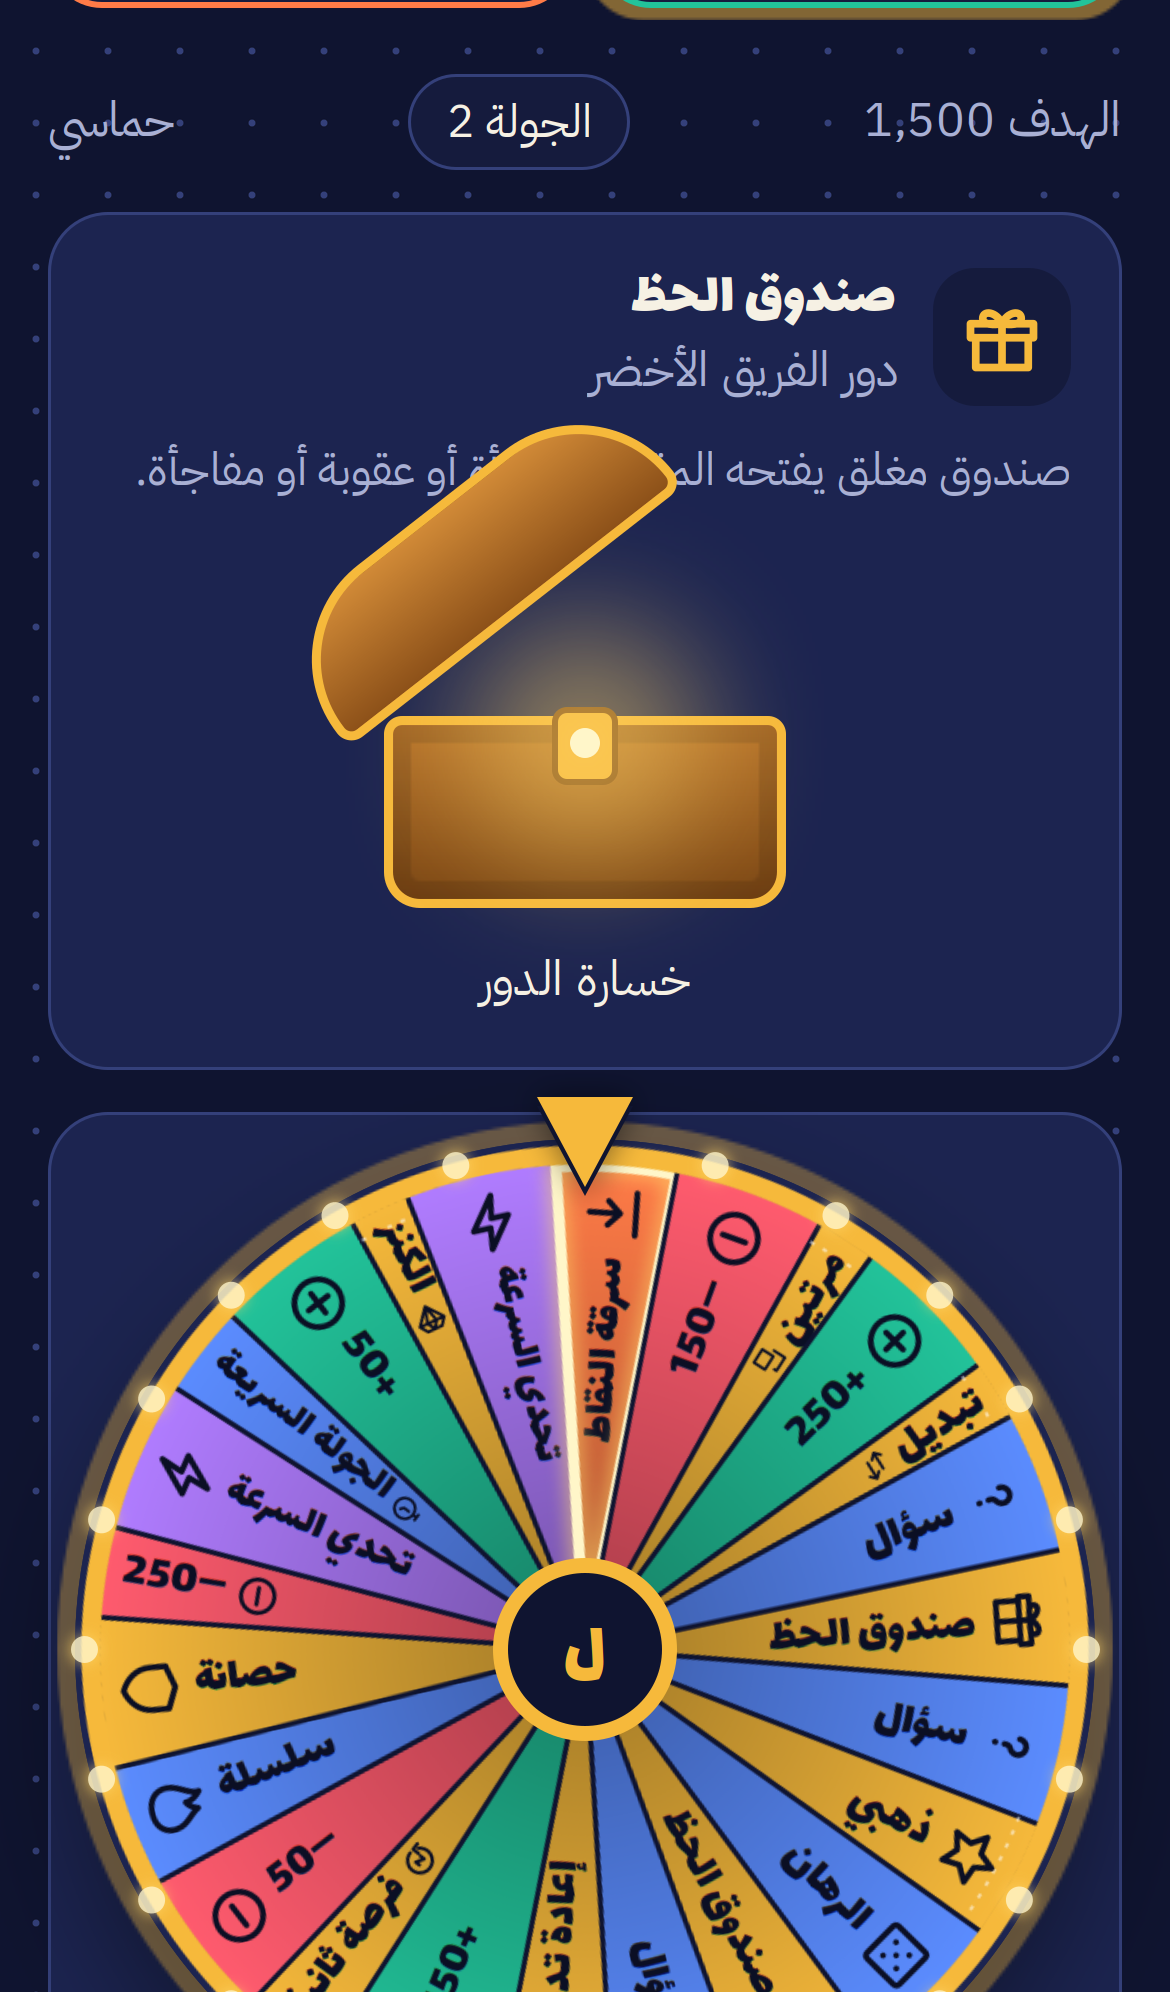 الهدف 1,500
الجولة 2
حماسي
صندوق الحظ
دور الفريق الأخضر
صندوق مغلق يفتحه أو عقوبة أو مفاجأة.
خسارة الدور
سرقة النقاط
−150
مرتين
+250
تبديل
سؤال
صندوق الحظ
سؤال
ذهبي
الرهان
صندوق الحظ
إعادة
فرصة
−50
سلسلة
حصانة
−250
تحدي السرعة
الجولة السريعة
+50
الكنز
تحدي السرعة
ل